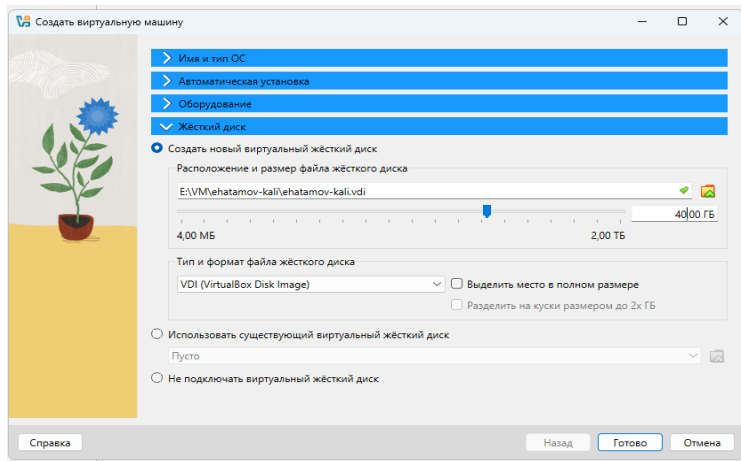 Создать виртуальную машину
Имя и тип ОС
Автоматическая установка
Оборудование
Жёсткий диск
Создать новый виртуальный жёсткий диск
Расположение и размер файла жёсткого диска
E:\VM\ehatamov-kali\ehatamov-kali.vdi
40,00 ГБ
4,00 МБ 2,00 ТБ
Тип и формат файла жёсткого диска
VDI (VirtualBox Disk Image) Выделить место в полном размере
Разделить на куски размером до 2х ГБ
Использовать существующий виртуальный жёсткий диск
Пусто
Не подключать виртуальный жёсткий диск
Справка Назад Готово Отмена